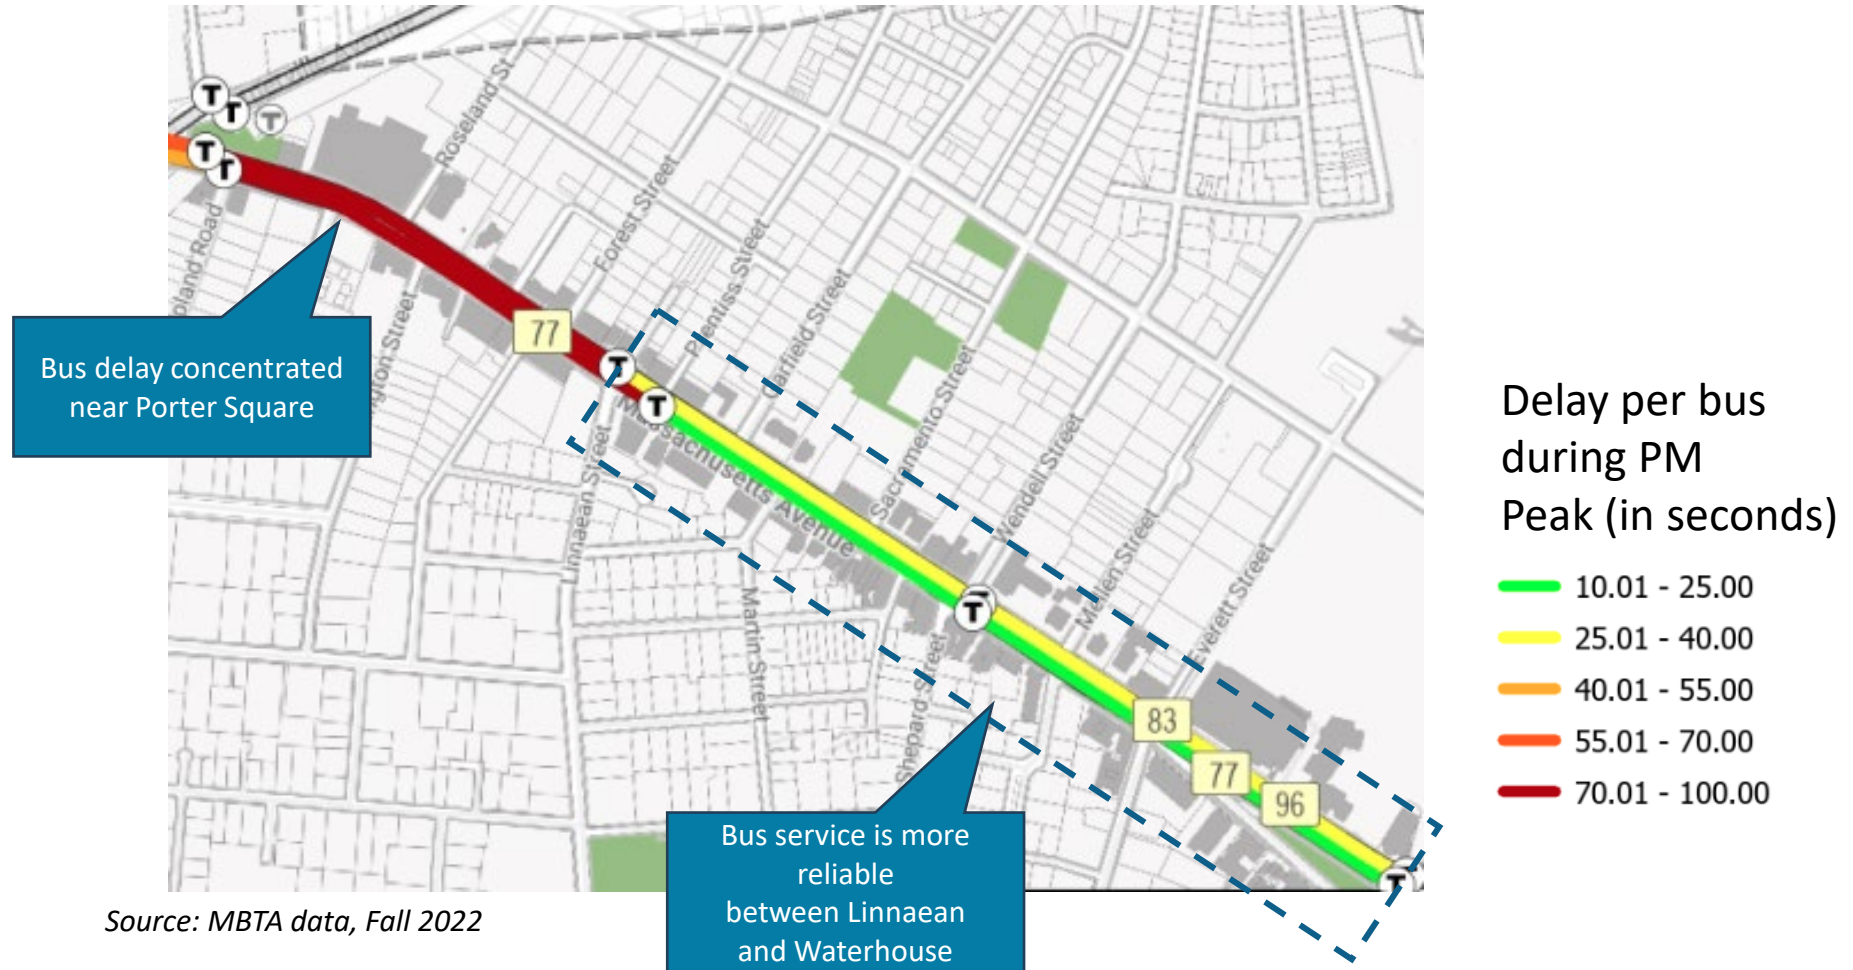 T
T
T
T
T
Roseland St
Forest Street
Prentiss Street
Garfield Street
Sacramento Street
Wendell Street
Mellen Street
Everett Street
77
T
T
Massachusetts Avenue
Linnaean Street
Martin Street
Shepard Street
T
83
77
96
T
Bus delay concentrated
near Porter Square
Bus service is more
reliable
between Linnaean
and Waterhouse
Delay per bus
during PM
Peak (in seconds)
10.01 - 25.00
25.01 - 40.00
40.01 - 55.00
55.01 - 70.00
70.01 - 100.00
Source: MBTA data, Fall 2022